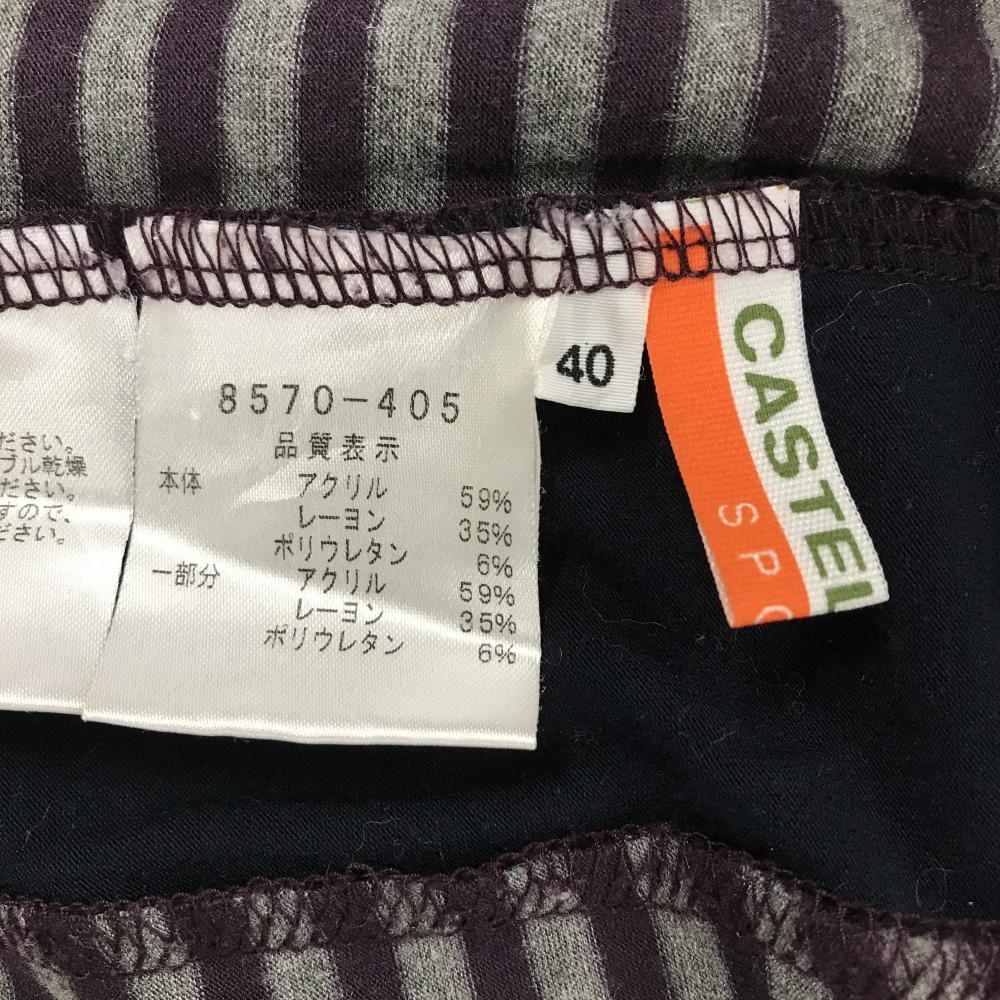 ださい。
ブル乾燥
ださい。
すので、
ださい。
8570-405
品質表示
本体 アクリル 59%
レーヨン 35%
ポリウレタン 6%
一部分 アクリル 59%
レーヨン 35%
ポリウレタン 6%
40
CASTEL
SPO